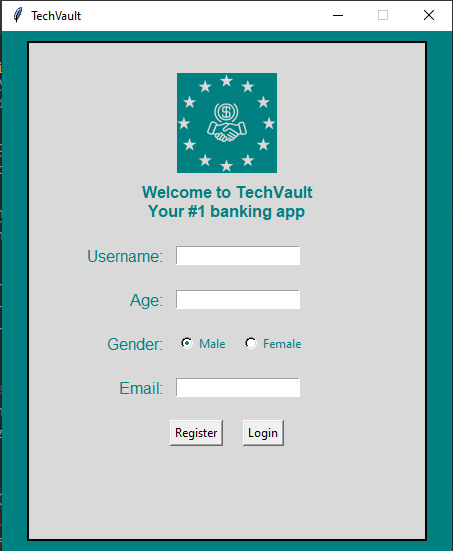 TechVault
Welcome to TechVault
Your #1 banking app
Username:
Age:
Gender: Male Female
Email:
Register Login